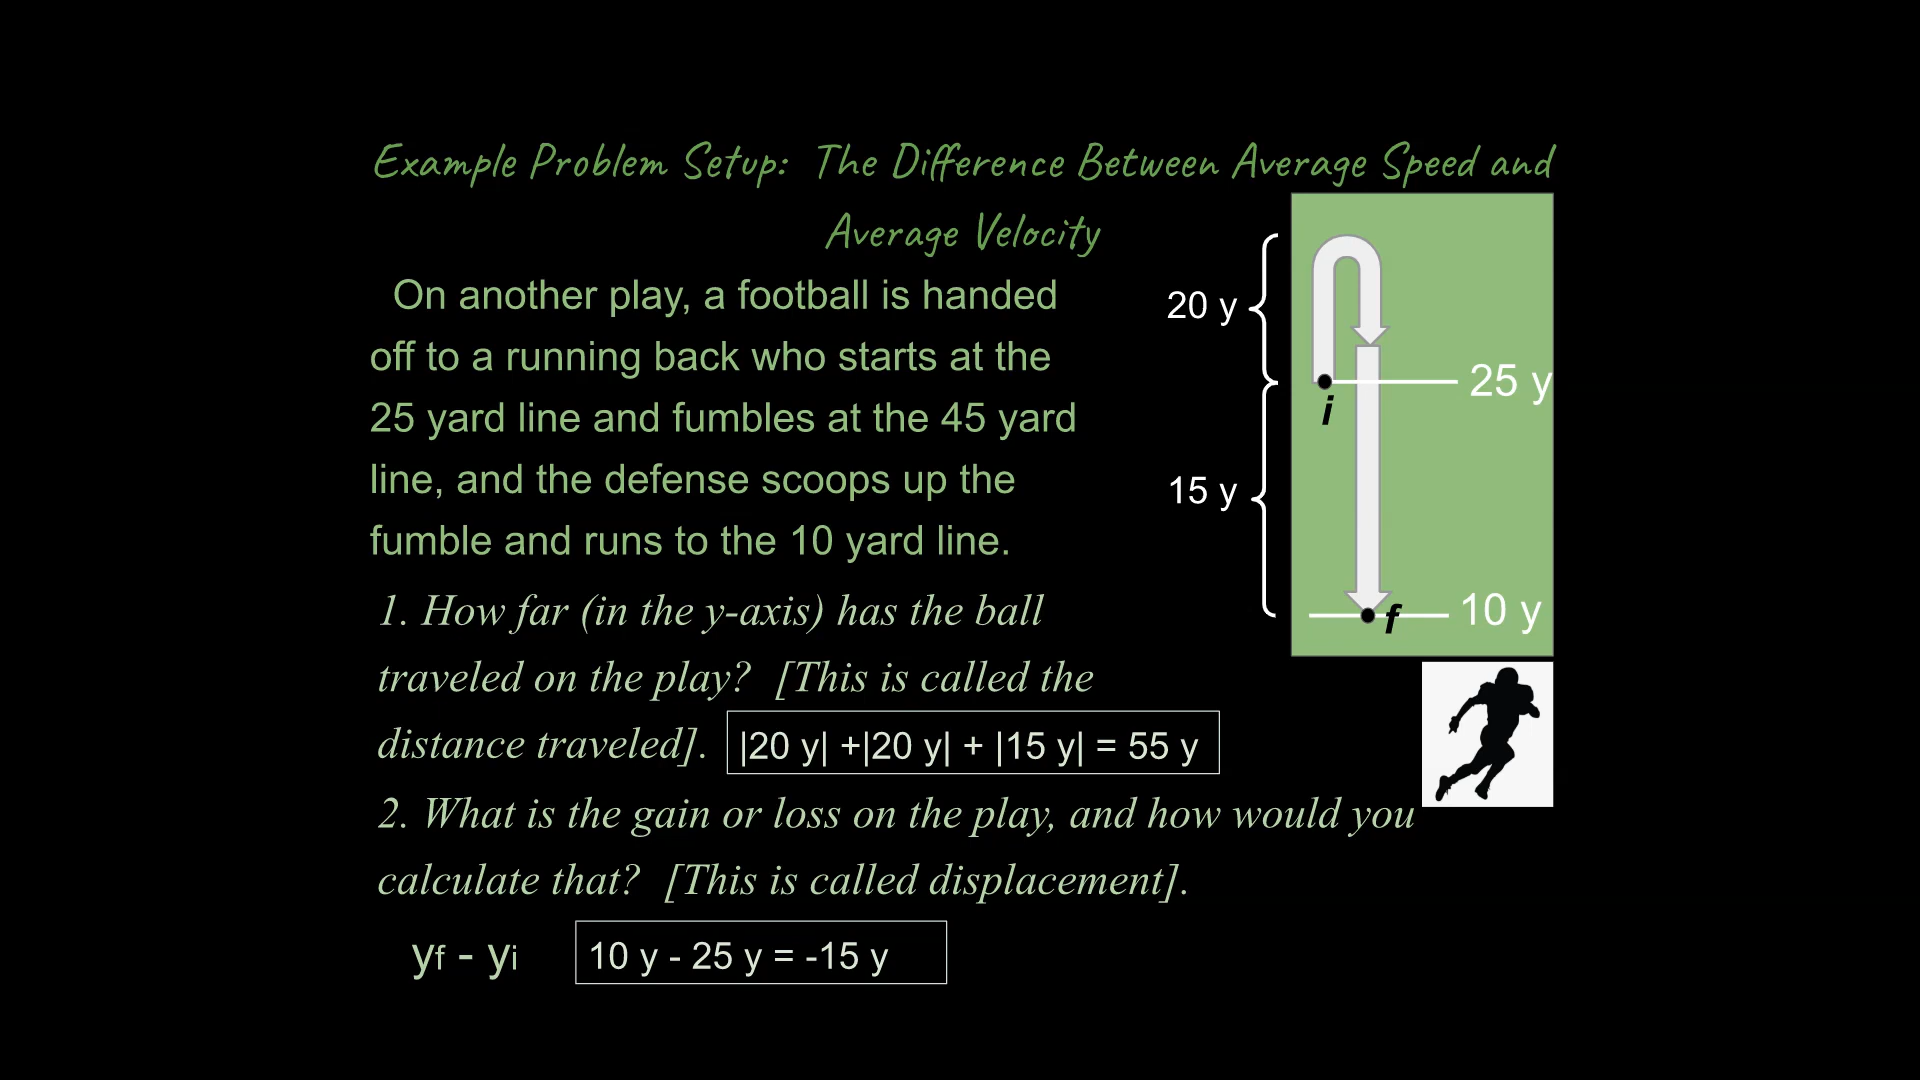 Example Problem Setup: The Difference Between Average Speed and
Average Velocity
On another play, a football is handed
off to a running back who starts at the
25 yard line and fumbles at the 45 yard
line, and the defense scoops up the
fumble and runs to the 10 yard line.
20 y
25 y
i
15 y
10 y
f
1. How far (in the y-axis) has the ball
traveled on the play? [This is called the
distance traveled]. |20 y| +|20 y| + |15 y| = 55 y
2. What is the gain or loss on the play, and how would you
calculate that? [This is called displacement].
yf - yi 10 y - 25 y = -15 y